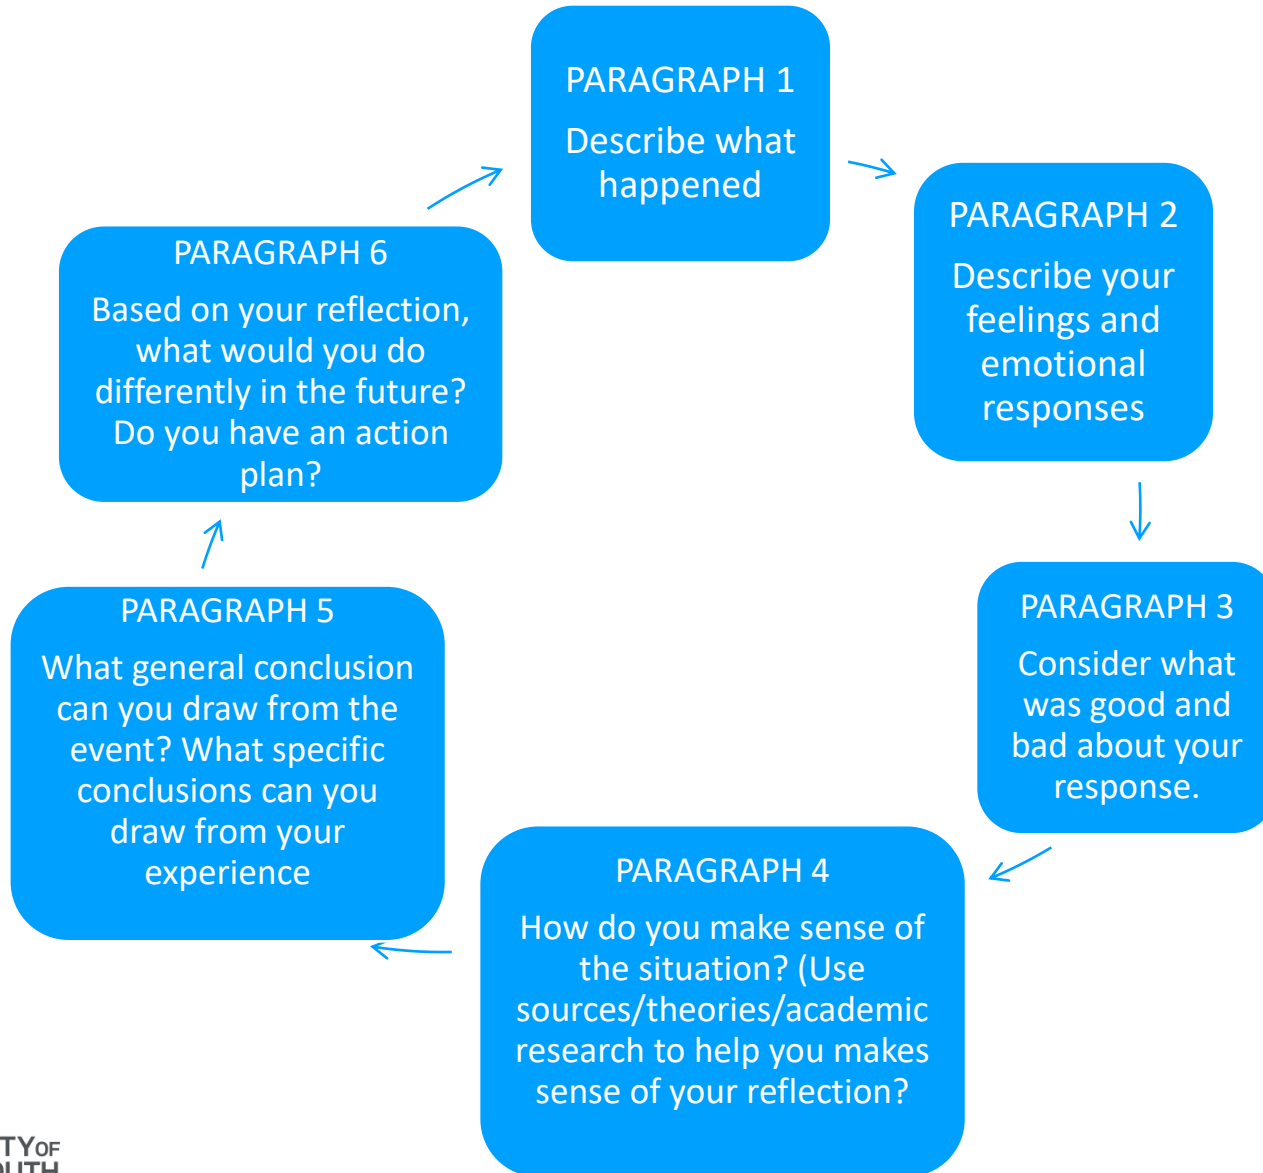 PARAGRAPH 1
Describe what
happened
PARAGRAPH 2
Describe your
feelings and
emotional
responses
PARAGRAPH 3
Consider what
was good and
bad about your
response.
PARAGRAPH 4
How do you make sense of
the situation? (Use
sources/theories/academic
research to help you makes
sense of your reflection?
PARAGRAPH 5
What general conclusion
can you draw from the
event? What specific
conclusions can you
draw from your
experience
PARAGRAPH 6
Based on your reflection,
what would you do
differently in the future?
Do you have an action
plan?
TY OF